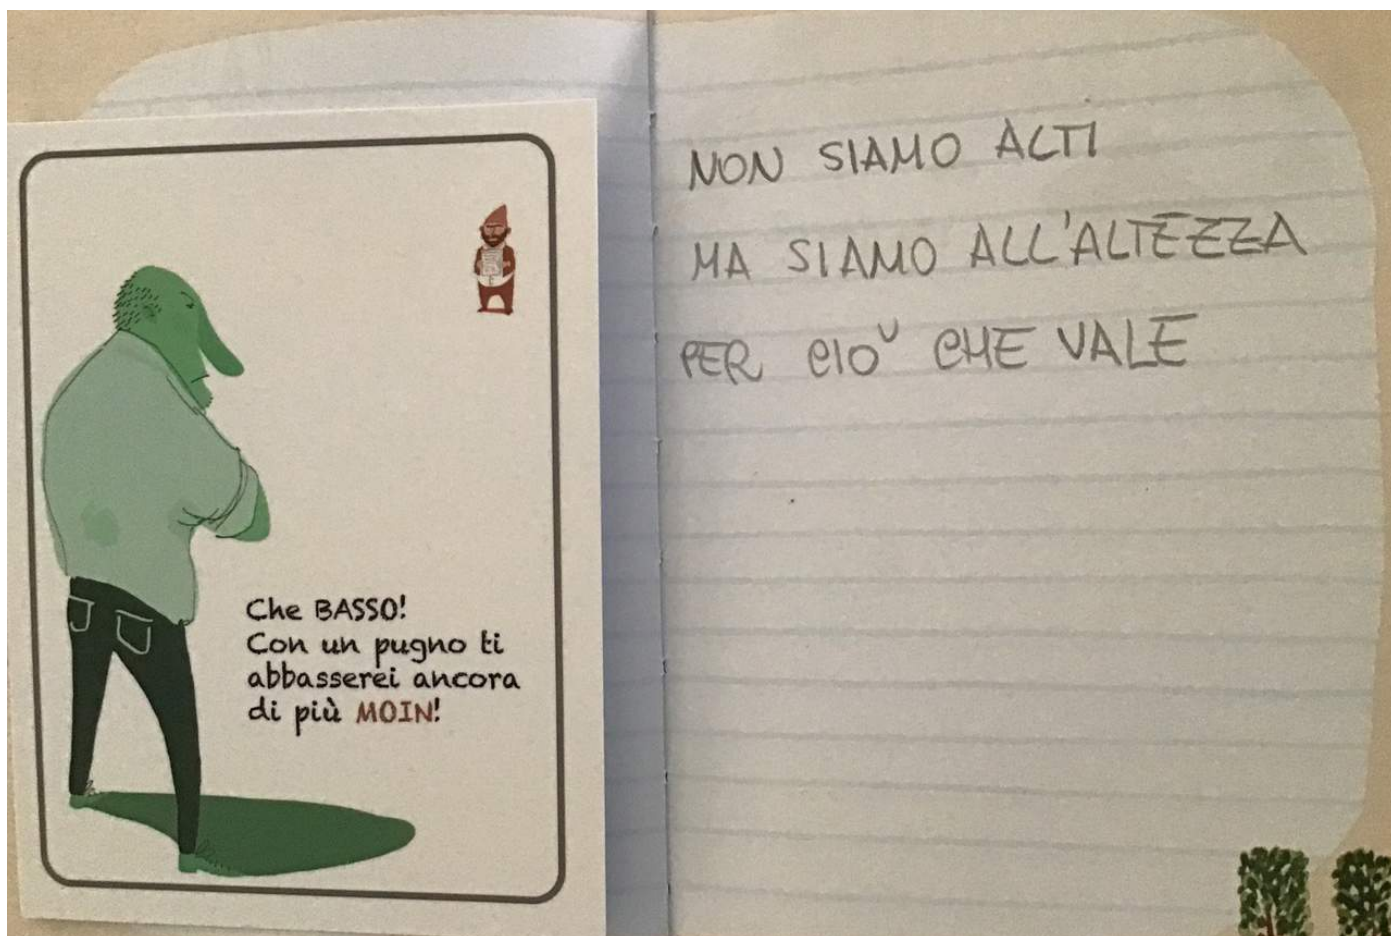 Che BASSO!
Con un pugno ti
abbasserei ancora
di più MOIN!
NON SIAMO ALTI
MA SIAMO ALL'ALTEZZA
PER CIÒ CHE VALE